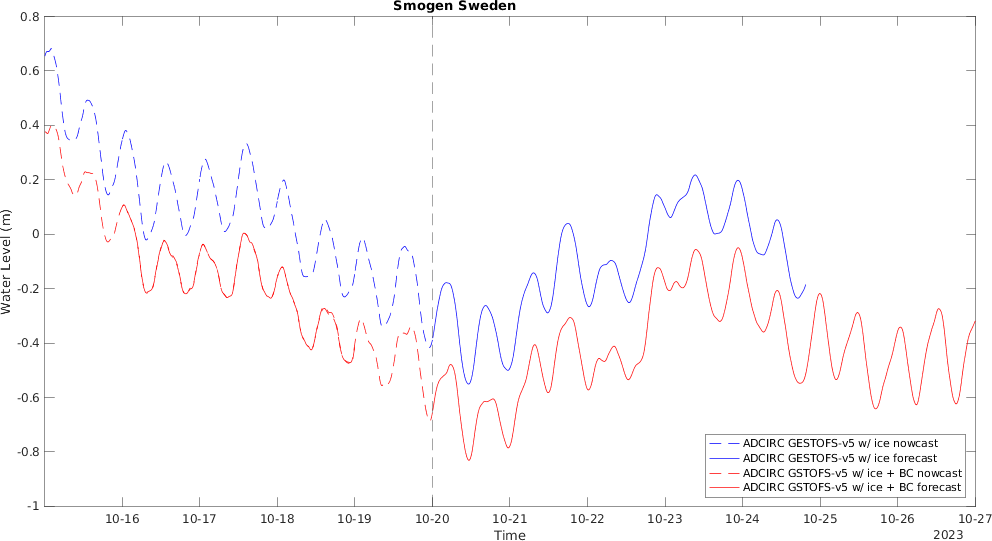 Smogen Sweden
Water Level (m)
0.8
0.6
0.4
0.2
0
-0.2
-0.4
-0.6
-0.8
-1
ADCIRC GESTOFS-v5 w/ ice nowcast
ADCIRC GESTOFS-v5 w/ ice forecast
ADCIRC GSTOFS-v5 w/ ice + BC nowcast
ADCIRC GSTOFS-v5 w/ ice + BC forecast
10-16 10-17 10-18 10-19 10-20 10-21 10-22 10-23 10-24 10-25 10-26 10-27
Time
2023